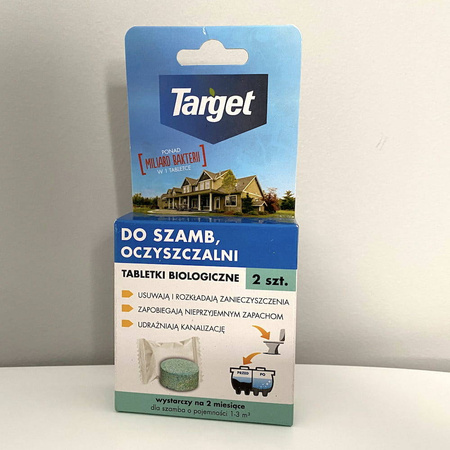 Target
PONAD
MILIARD BAKTERII
W 1 TABLETCE
DO SZAMB,
OCZYSZCZALNI
TABLETKI BIOLOGICZNE 2 szt.
USUWAJĄ I ROZKŁADAJĄ ZANIECZYSZCZENIA
ZAPOBIEGAJĄ NIEPRZYJEMNYM ZAPACHOM
UDRAŻNIAJĄ KANALIZACJĘ
PRZED PO
wystarczy na 2 miesiące
dla szamba o pojemności 1-3 m³